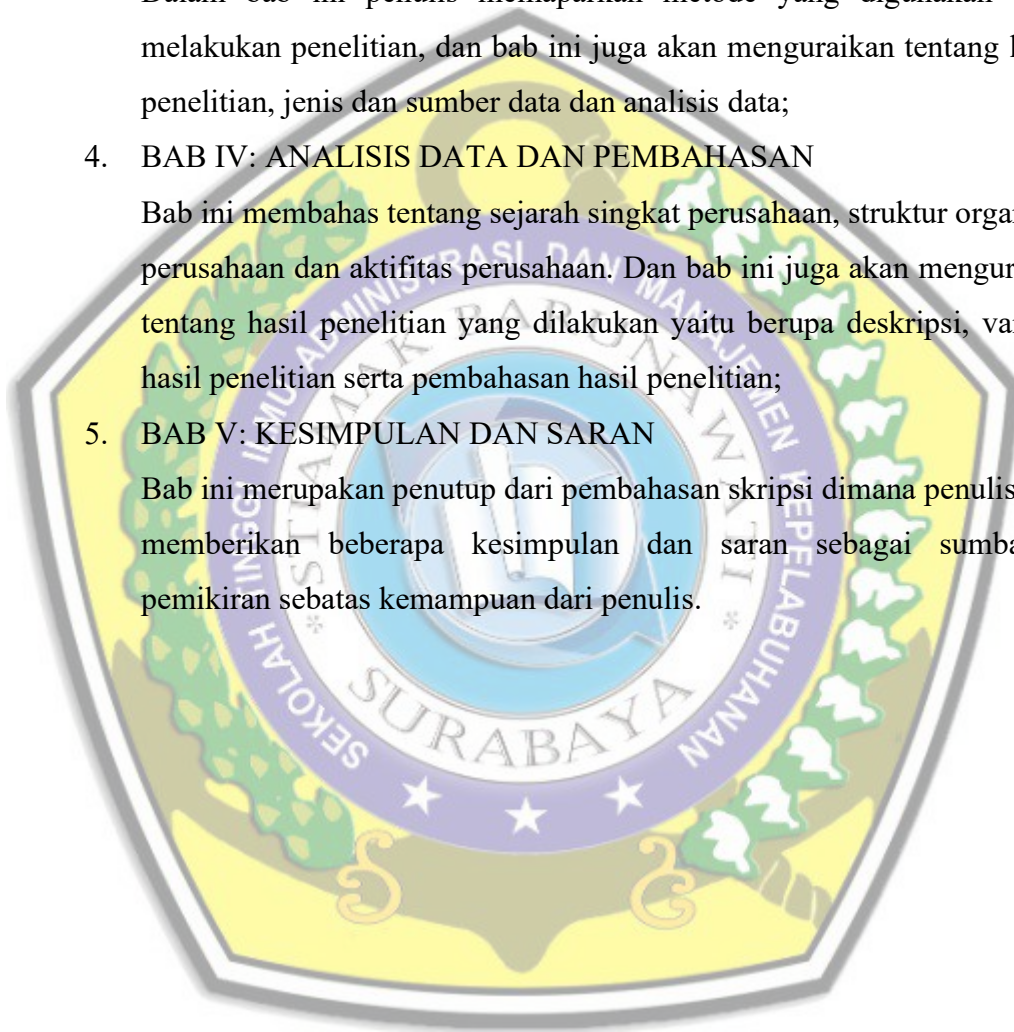 Dalam bab ini penulis memaparkan metode yang digunakan
melakukan penelitian, dan bab ini juga akan menguraikan tentang
penelitian, jenis dan sumber data dan analisis data;
4. BAB IV: ANALISIS DATA DAN PEMBAHASAN
Bab ini membahas tentang sejarah singkat perusahaan, struktur
perusahaan dan aktifitas perusahaan. Dan bab ini juga akan
tentang hasil penelitian yang dilakukan yaitu berupa deskripsi,
hasil penelitian serta pembahasan hasil penelitian;
5. BAB V: KESIMPULAN DAN SARAN
Bab ini merupakan penutup dari pembahasan skripsi dimana penulis
memberikan beberapa kesimpulan dan saran sebagai
pemikiran sebatas kemampuan dari penulis.
SEKOLAH TINGGI ILMU ADMINISTRASI DAN MANAJEMEN KEPELABUHANAN
* STIAMAK BARUNAWATI *
SURABAYA